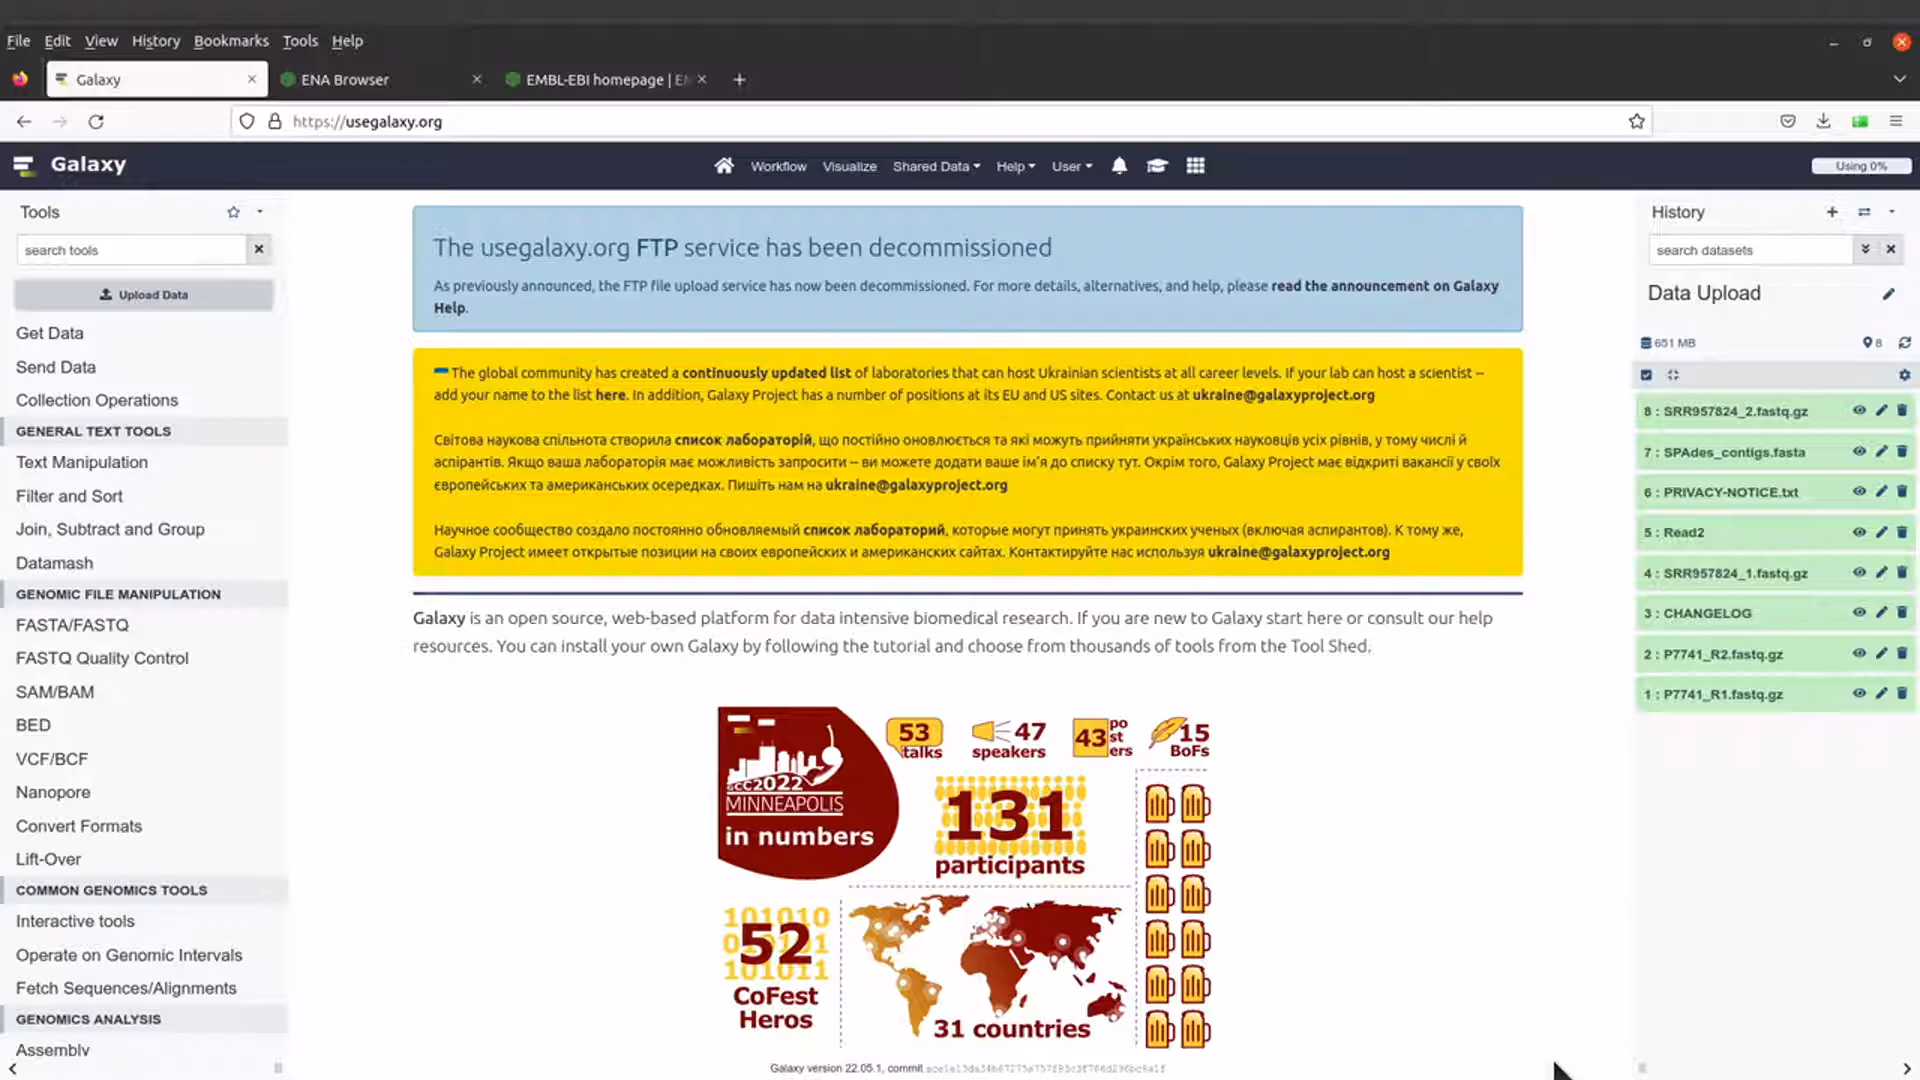 File Edit View History Bookmarks Tools Help
Galaxy
ENA Browser
EMBL-EBI homepage | EM
https://usegalaxy.org
Galaxy
Workflow Visualize Shared Data Help User
Using 0%
Tools
search tools
Upload Data
Get Data
Send Data
Collection Operations
GENERAL TEXT TOOLS
Text Manipulation
Filter and Sort
Join, Subtract and Group
Datamash
GENOMIC FILE MANIPULATION
FASTA/FASTQ
FASTQ Quality Control
SAM/BAM
BED
VCF/BCF
Nanopore
Convert Formats
Lift-Over
COMMON GENOMICS TOOLS
Interactive tools
Operate on Genomic Intervals
Fetch Sequences/Alignments
GENOMICS ANALYSIS
Assembly
The usegalaxy.org FTP service has been decommissioned
As previously announced, the FTP file upload service has now been decommissioned. For more details, alternatives, and help, please read the announcement on Galaxy
Help.
The global community has created a continuously updated list of laboratories that can host Ukrainian scientists at all career levels. If your lab can host a scientist –
add your name to the list here. In addition, Galaxy Project has a number of positions at its EU and US sites. Contact us at ukraine@galaxyproject.org
Світова наукова спільнота створила список лабораторій, що постійно оновлюється та які можуть прийняти українських науковців усіх рівнів, у тому числі й
аспірантів. Якщо ваша лабораторія має можливість запросити – ви можете додати ваше ім'я до списку тут. Окрім того, Galaxy Project має відкриті вакансії у своїх
європейських та американських осередках. Пишіть нам на ukraine@galaxyproject.org
Научное сообщество создало постоянно обновляемый список лабораторий, которые могут принять украинских ученых (включая аспирантов). К тому же,
Galaxy Project имеет открытые позиции на своих европейских и американских сайтах. Контактируйте нас используя ukraine@galaxyproject.org
Galaxy is an open source, web-based platform for data intensive biomedical research. If you are new to Galaxy start here or consult our help
resources. You can install your own Galaxy by following the tutorial and choose from thousands of tools from the Tool Shed.
GCC2022
MINNEAPOLIS
in numbers
53
talks
47
speakers
43 po
st
ers
15
BoFs
131
participants
101010
52
101011
CoFest
Heros
31 countries
Galaxy version 22.05.1, commit
History
search datasets
Data Upload
651 MB
8
8 : SRR957824_2.fastq.gz
7 : SPAdes_contigs.fasta
6 : PRIVACY-NOTICE.txt
5 : Read2
4 : SRR957824_1.fastq.gz
3 : CHANGELOG
2 : P7741_R2.fastq.gz
1 : P7741_R1.fastq.gz